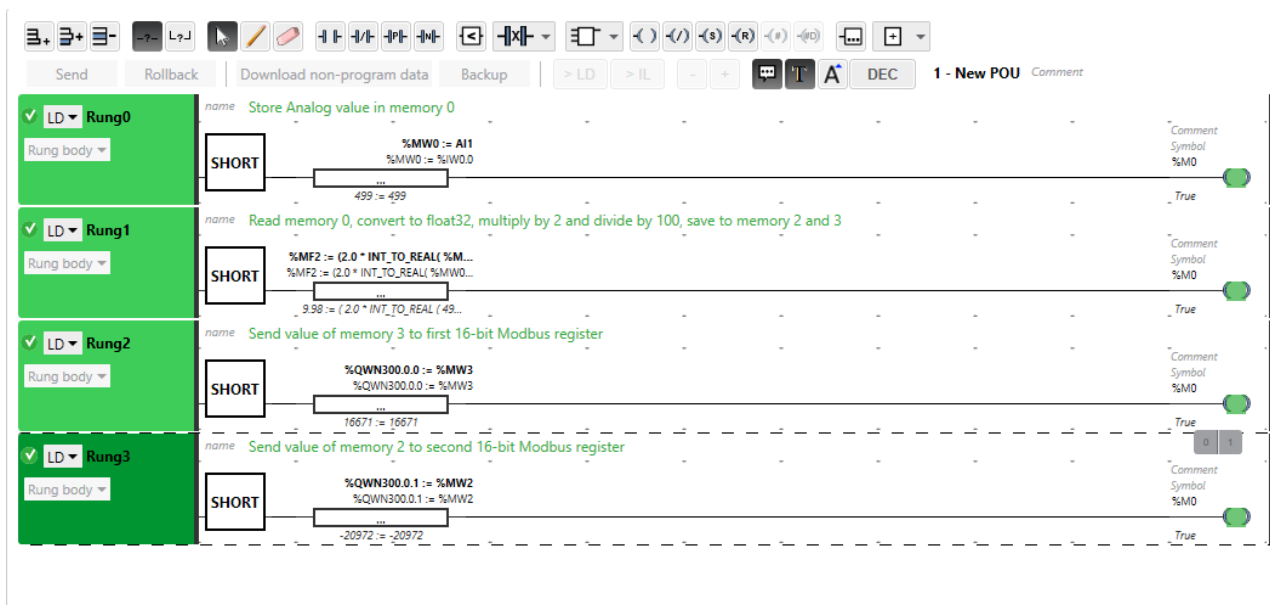 -?- L?J P N < X ( ) (/) (S) (R) (#) (#D) ... +
Send Rollback Download non-program data Backup > LD > IL - + T A DEC 1 - New POU Comment
LD Rung0
Rung body
name Store Analog value in memory 0
SHORT
%MW0 := AI1
%MW0 := %IW0.0
...
499 := 499
Comment
Symbol
%M0
True
LD Rung1
Rung body
name Read memory 0, convert to float32, multiply by 2 and divide by 100, save to memory 2 and 3
SHORT
%MF2 := (2.0 * INT_TO_REAL( %M...
%MF2 := (2.0 * INT_TO_REAL( %MW0...
...
9.98 := ( 2.0 * INT_TO_REAL ( 49...
Comment
Symbol
%M0
True
LD Rung2
Rung body
name Send value of memory 3 to first 16-bit Modbus register
SHORT
%QWN300.0.0 := %MW3
%QWN300.0.0 := %MW3
...
16671 := 16671
Comment
Symbol
%M0
True
0 1
LD Rung3
Rung body
name Send value of memory 2 to second 16-bit Modbus register
SHORT
%QWN300.0.1 := %MW2
%QWN300.0.1 := %MW2
...
-20972 := -20972
Comment
Symbol
%M0
True